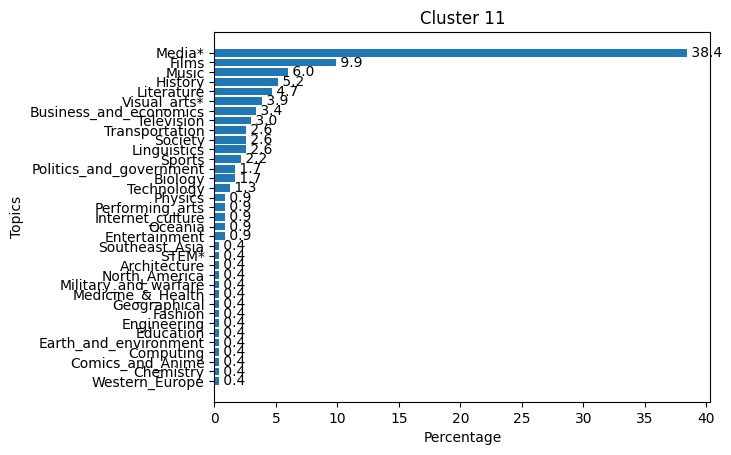 Cluster 11
Topics
Media* 38.4
Films 9.9
Music 6.0
History 5.2
Literature 4.7
Visual_arts* 3.9
Business_and_economics 3.4
Television 3.0
Transportation 2.6
Society 2.6
Linguistics 2.6
Sports 2.2
Politics_and_government 1.7
Biology 1.7
Technology 1.3
Physics 0.9
Performing_arts 0.9
Internet_culture 0.9
Oceania 0.9
Entertainment 0.9
Southeast_Asia 0.4
STEM* 0.4
Architecture 0.4
North_America 0.4
Military_and_warfare 0.4
Medicine_&_Health 0.4
Geographical 0.4
Fashion 0.4
Engineering 0.4
Education 0.4
Earth_and_environment 0.4
Computing 0.4
Comics_and_Anime 0.4
Chemistry 0.4
Western_Europe 0.4
0 5 10 15 20 25 30 35 40
Percentage